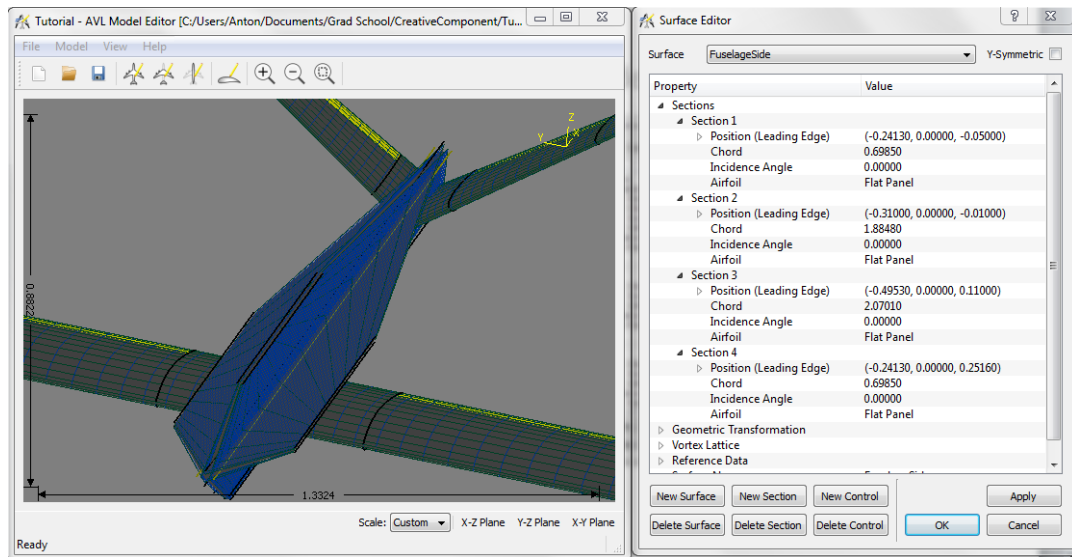 Tutorial - AVL Model Editor [C:/Users/Anton/Documents/Grad School/CreativeComponent/Tu...
File Model View Help
Z
Y
X
0.8822
1.3324
Scale: Custom X-Z Plane Y-Z Plane X-Y Plane
Ready
Surface Editor
Surface FuselageSide Y-Symmetric
Property Value
Sections
Section 1
Position (Leading Edge) (-0.24130, 0.00000, -0.05000)
Chord 0.69850
Incidence Angle 0.00000
Airfoil Flat Panel
Section 2
Position (Leading Edge) (-0.31000, 0.00000, -0.01000)
Chord 1.88480
Incidence Angle 0.00000
Airfoil Flat Panel
Section 3
Position (Leading Edge) (-0.49530, 0.00000, 0.11000)
Chord 2.07010
Incidence Angle 0.00000
Airfoil Flat Panel
Section 4
Position (Leading Edge) (-0.24130, 0.00000, 0.25160)
Chord 0.69850
Incidence Angle 0.00000
Airfoil Flat Panel
Geometric Transformation
Vortex Lattice
Reference Data
New Surface New Section New Control Apply
Delete Surface Delete Section Delete Control OK Cancel